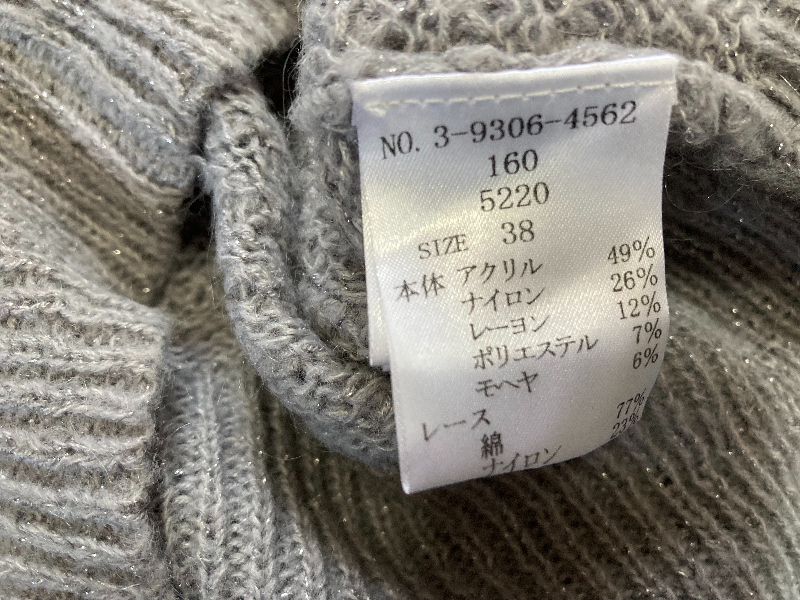 NO. 3-9306-4562
160
5220
SIZE 38
本体 アクリル 49%
ナイロン 26%
レーヨン 12%
ポリエステル 7%
モヘヤ 6%
レース
綿 77%
ナイロン 23%